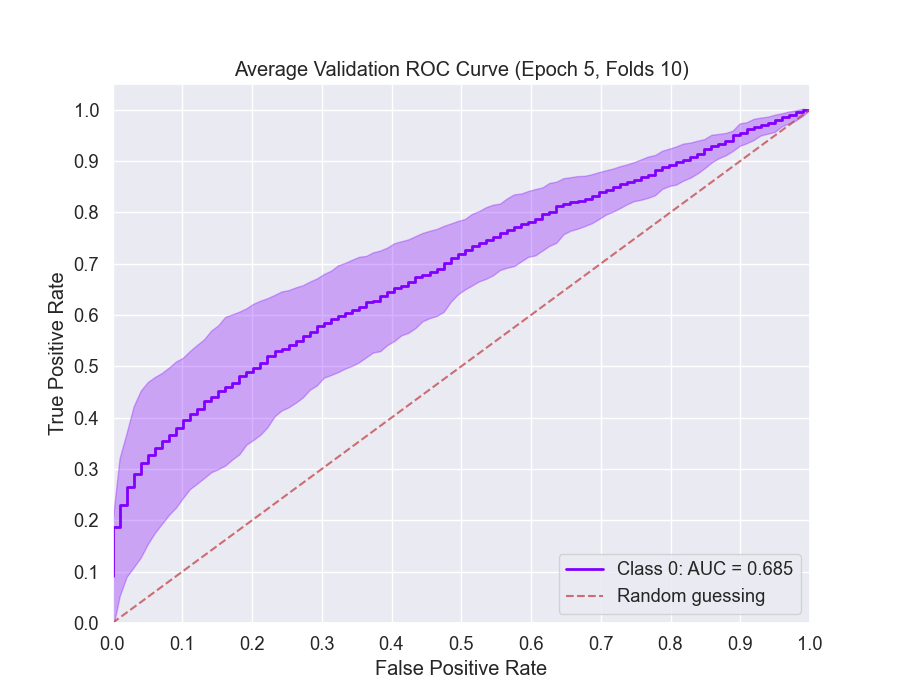 Average Validation ROC Curve (Epoch 5, Folds 10)
True Positive Rate
1.0
0.9
0.8
0.7
0.6
0.5
0.4
0.3
0.2
0.1
0.0
Class 0: AUC = 0.685
Random guessing
0.0 0.1 0.2 0.3 0.4 0.5 0.6 0.7 0.8 0.9 1.0
False Positive Rate